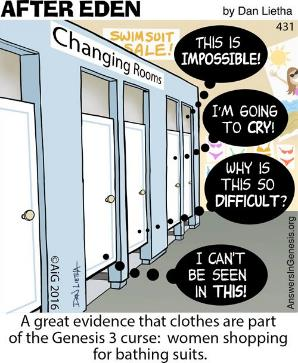 AFTER EDEN
by Dan Lietha
431
SWIMSUIT
SALE!
Changing Rooms
THIS IS
IMPOSSIBLE!
I'M GOING
TO CRY!
WHY IS
THIS SO
DIFFICULT?
I CAN'T
BE SEEN
IN THIS!
©AIG 2016
DAN LIETHA
AnswersInGenesis.org
A great evidence that clothes are part
of the Genesis 3 curse: women shopping
for bathing suits.